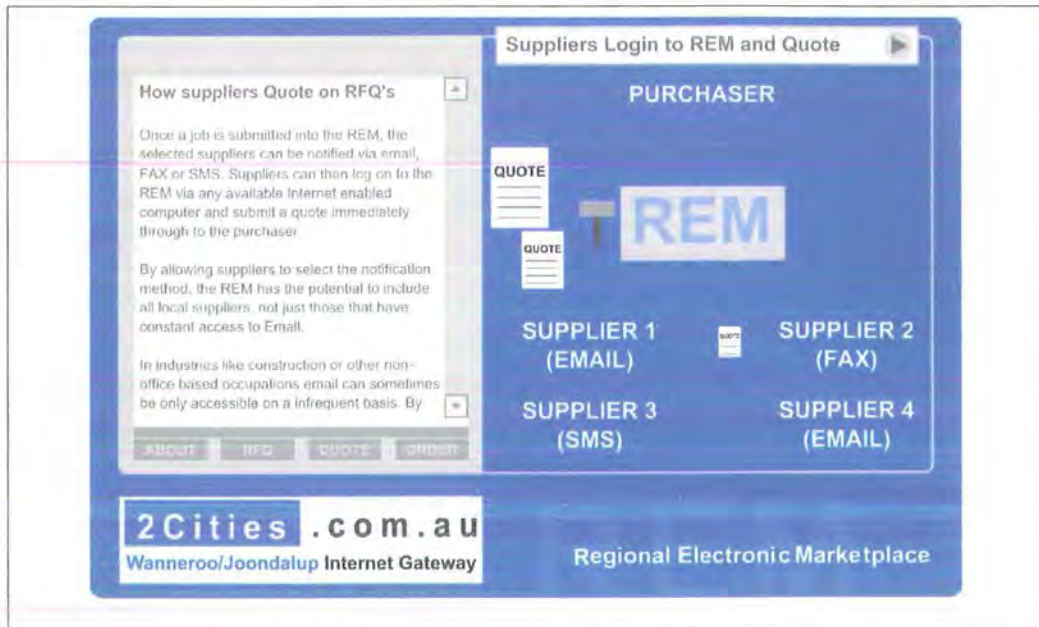 Suppliers Login to REM and Quote
How suppliers Quote on RFQ's
Once a job is submitted into the REM, the
selected suppliers can be notified via email,
FAX or SMS. Suppliers can then log on to the
REM via any available Internet enabled
computer and submit a quote immediately
through to the purchaser
By allowing suppliers to select the notification
method, the REM has the potential to include
all local suppliers, not just those that have
constant access to Email.
In industries like construction or other non-
office based occupations email can sometimes
be only accessible on a infrequent basis. By
ABOUT RFQ QUOTE ORDER
PURCHASER
QUOTE
REM
QUOTE
SUPPLIER 1
(EMAIL)
QUOTE
SUPPLIER 2
(FAX)
SUPPLIER 3
(SMS)
SUPPLIER 4
(EMAIL)
2Cities.com.au
Wanneroo/Joondalup Internet Gateway
Regional Electronic Marketplace